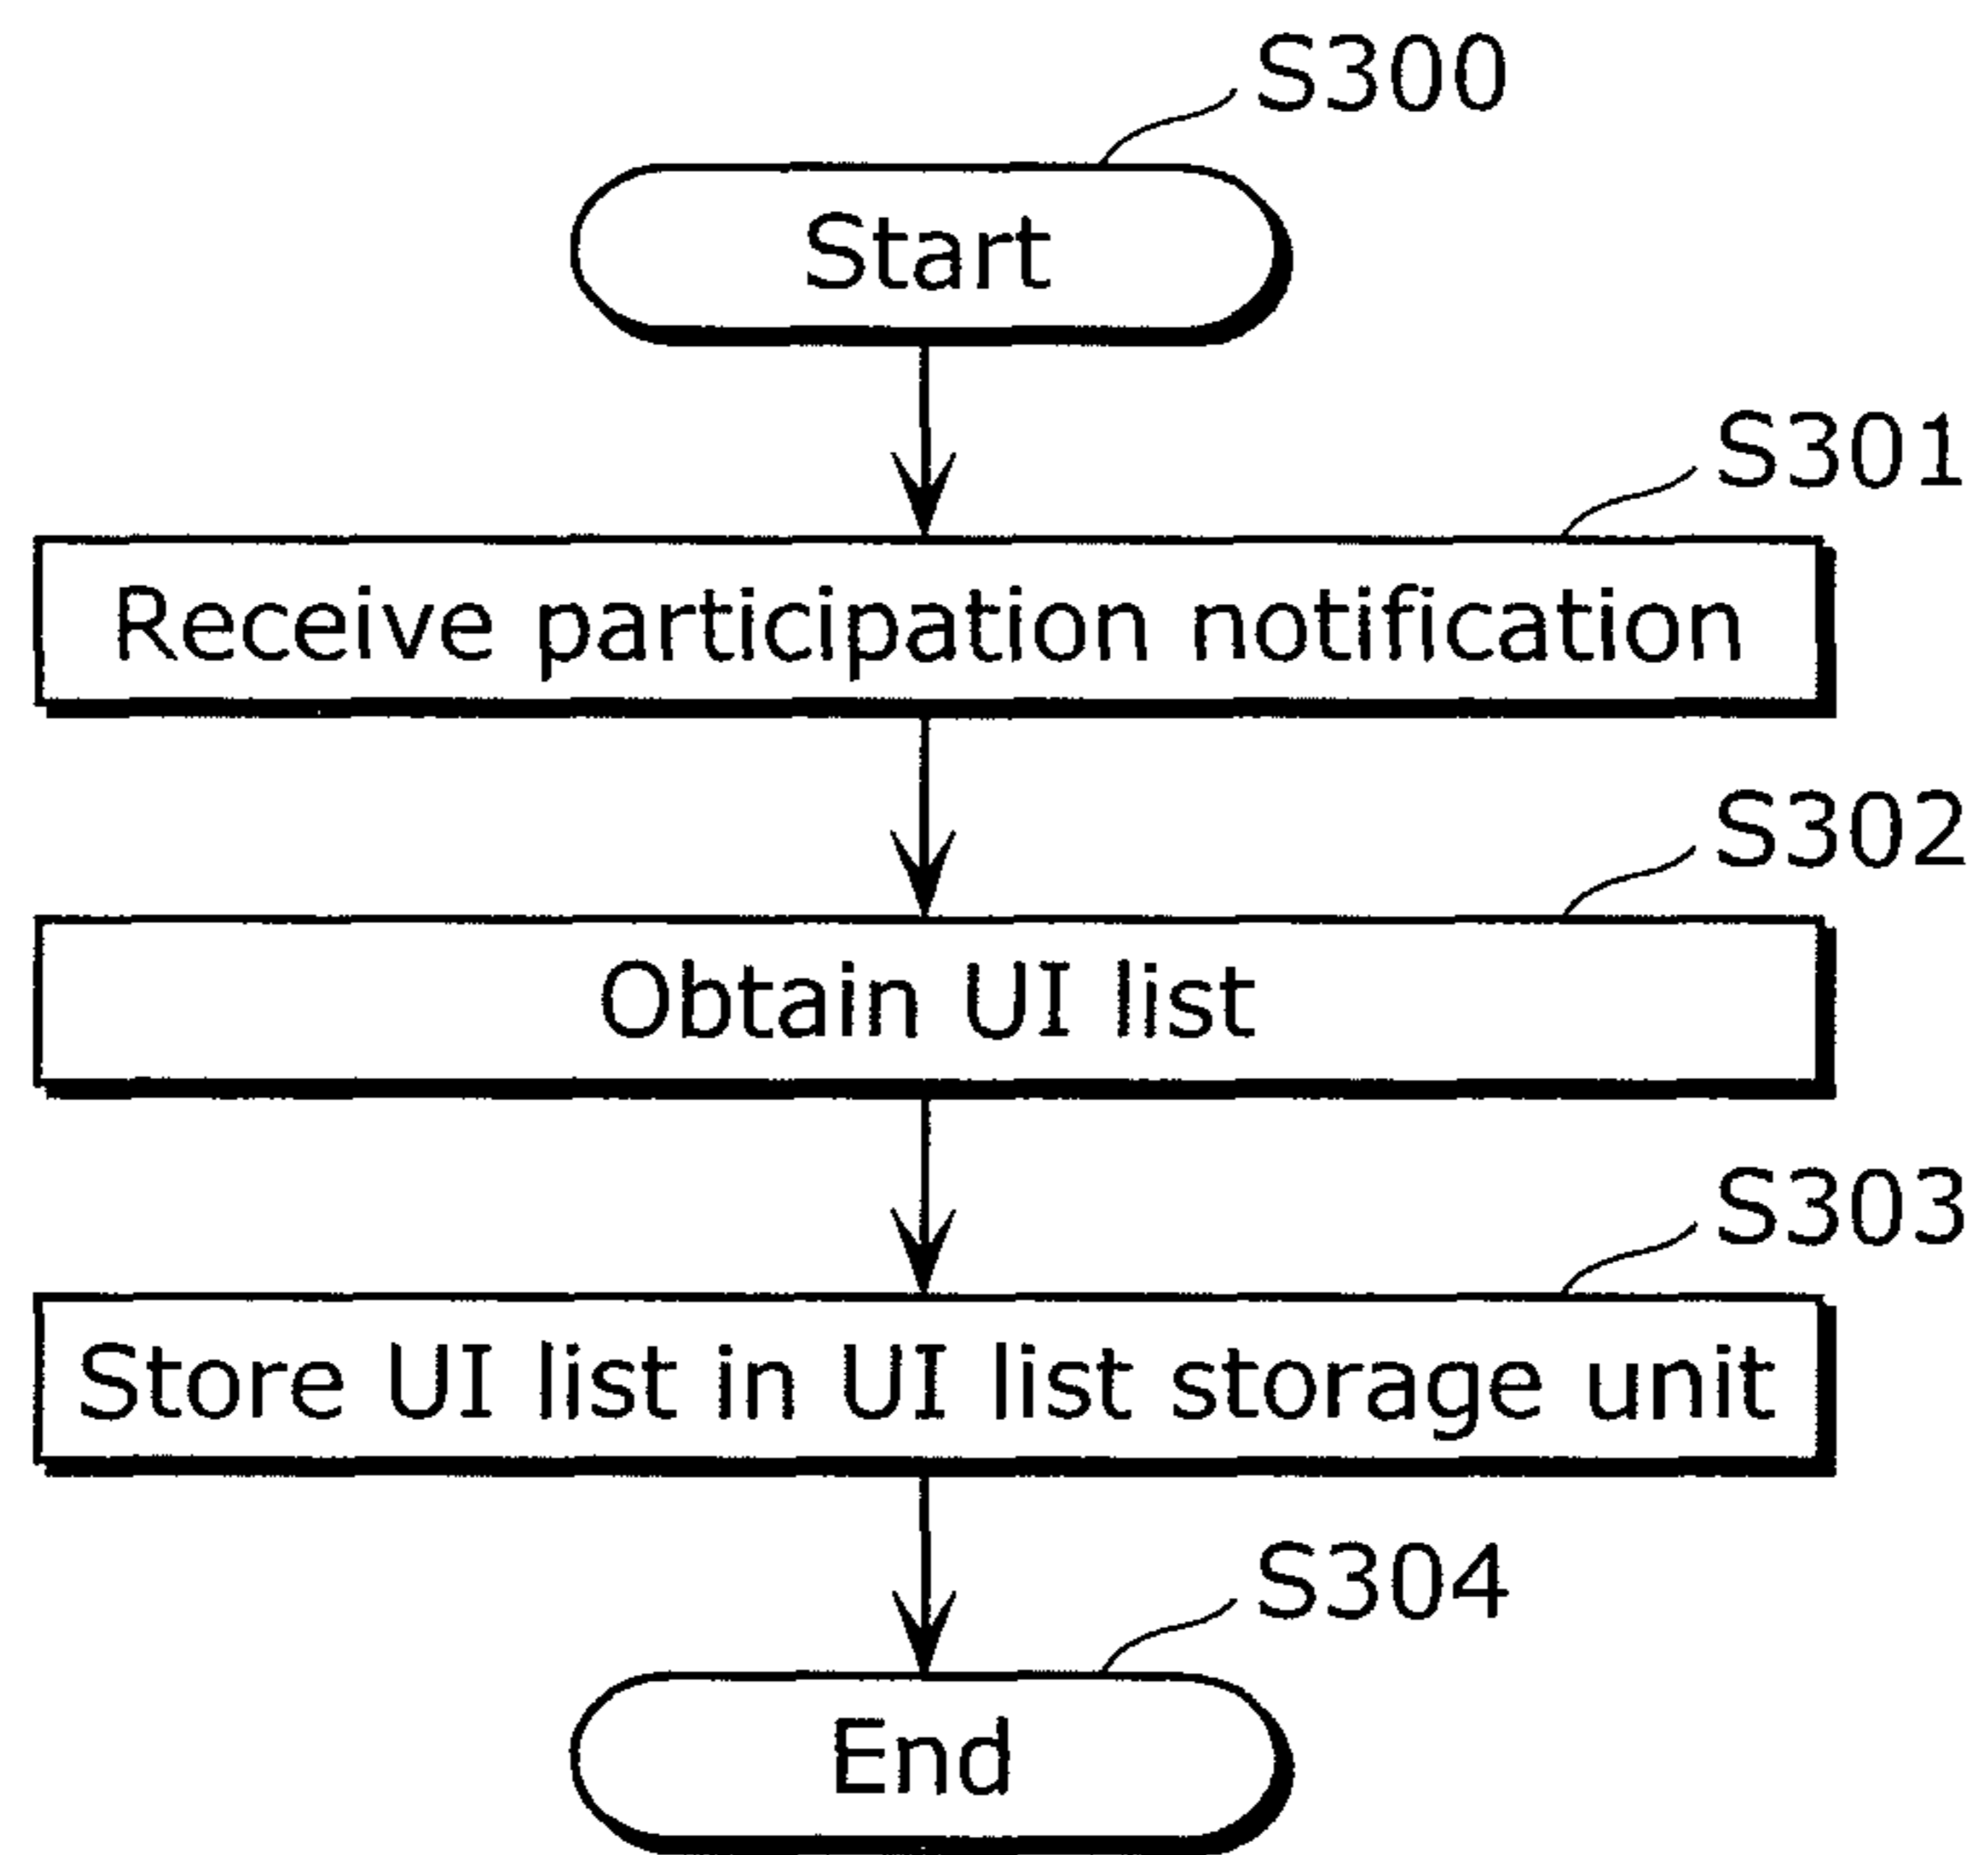 S300
Start
S301
Receive participation notification
S302
Obtain UI list
S303
Store UI list in UI list storage unit
S304
End